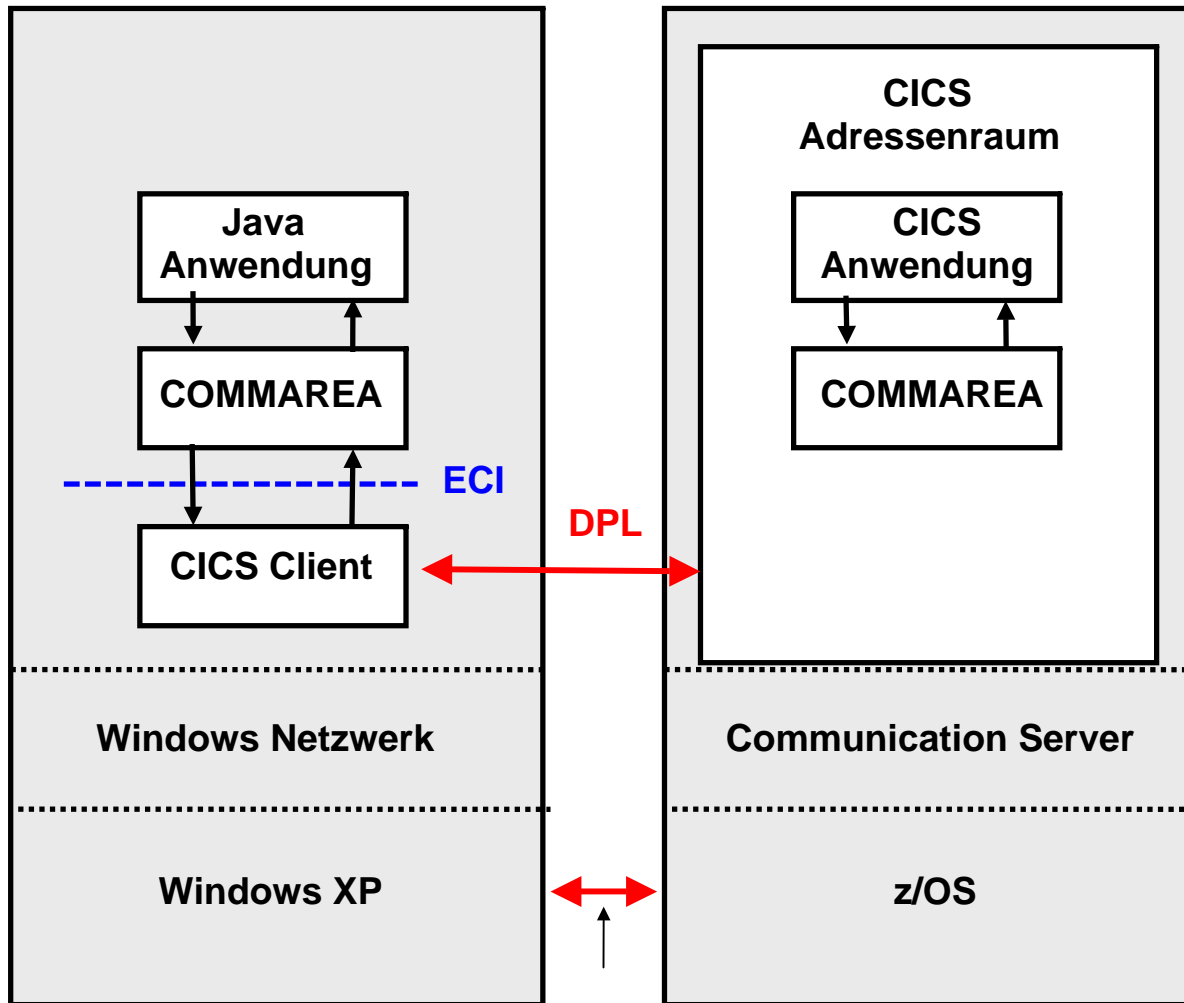 CICS
Adressenraum
Java
Anwendung
CICS
Anwendung
COMMAREA
COMMAREA
ECI
DPL
CICS Client
Windows Netzwerk
Communication Server
Windows XP
z/OS